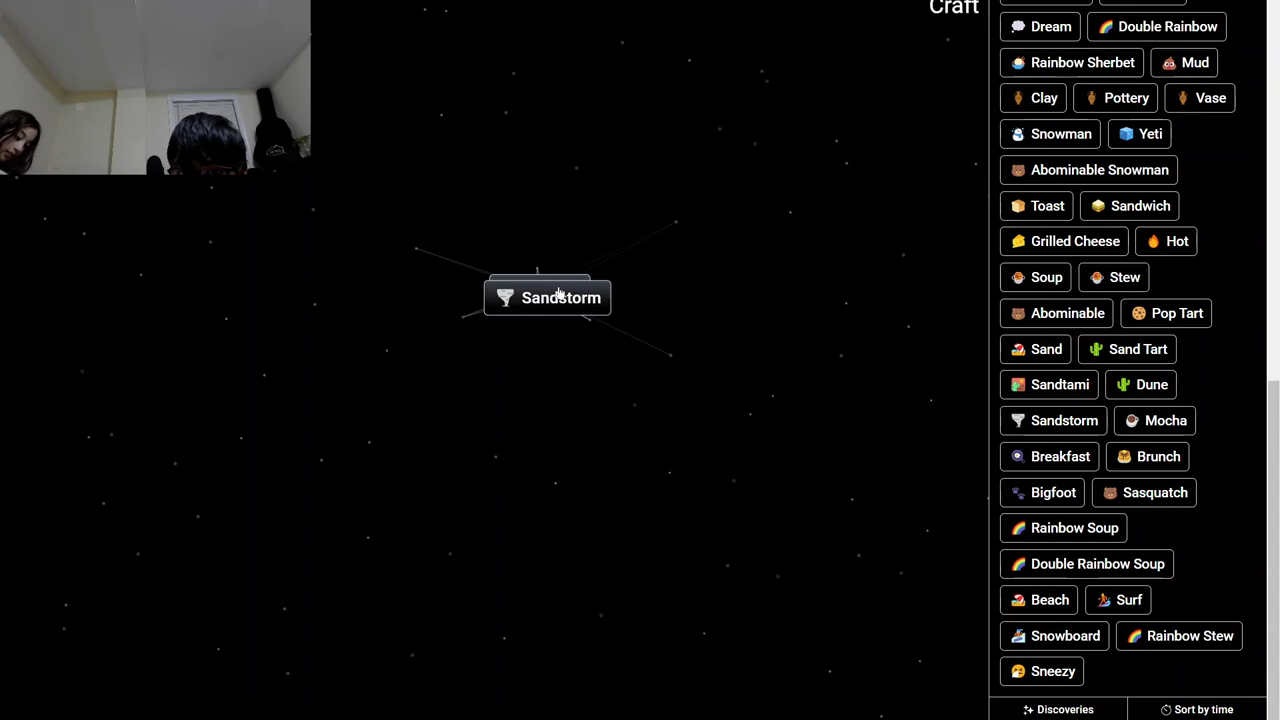 Craft
Dream Double Rainbow
Rainbow Sherbet Mud
Clay Pottery Vase
Snowman Yeti
Abominable Snowman
Toast Sandwich
Grilled Cheese Hot
Soup Stew
Abominable Pop Tart
Sand Sand Tart
Sandtami Dune
Sandstorm Mocha
Breakfast Brunch
Bigfoot Sasquatch
Rainbow Soup
Double Rainbow Soup
Beach Surf
Snowboard Rainbow Stew
Sneezy
Discoveries Sort by time
Sandstorm